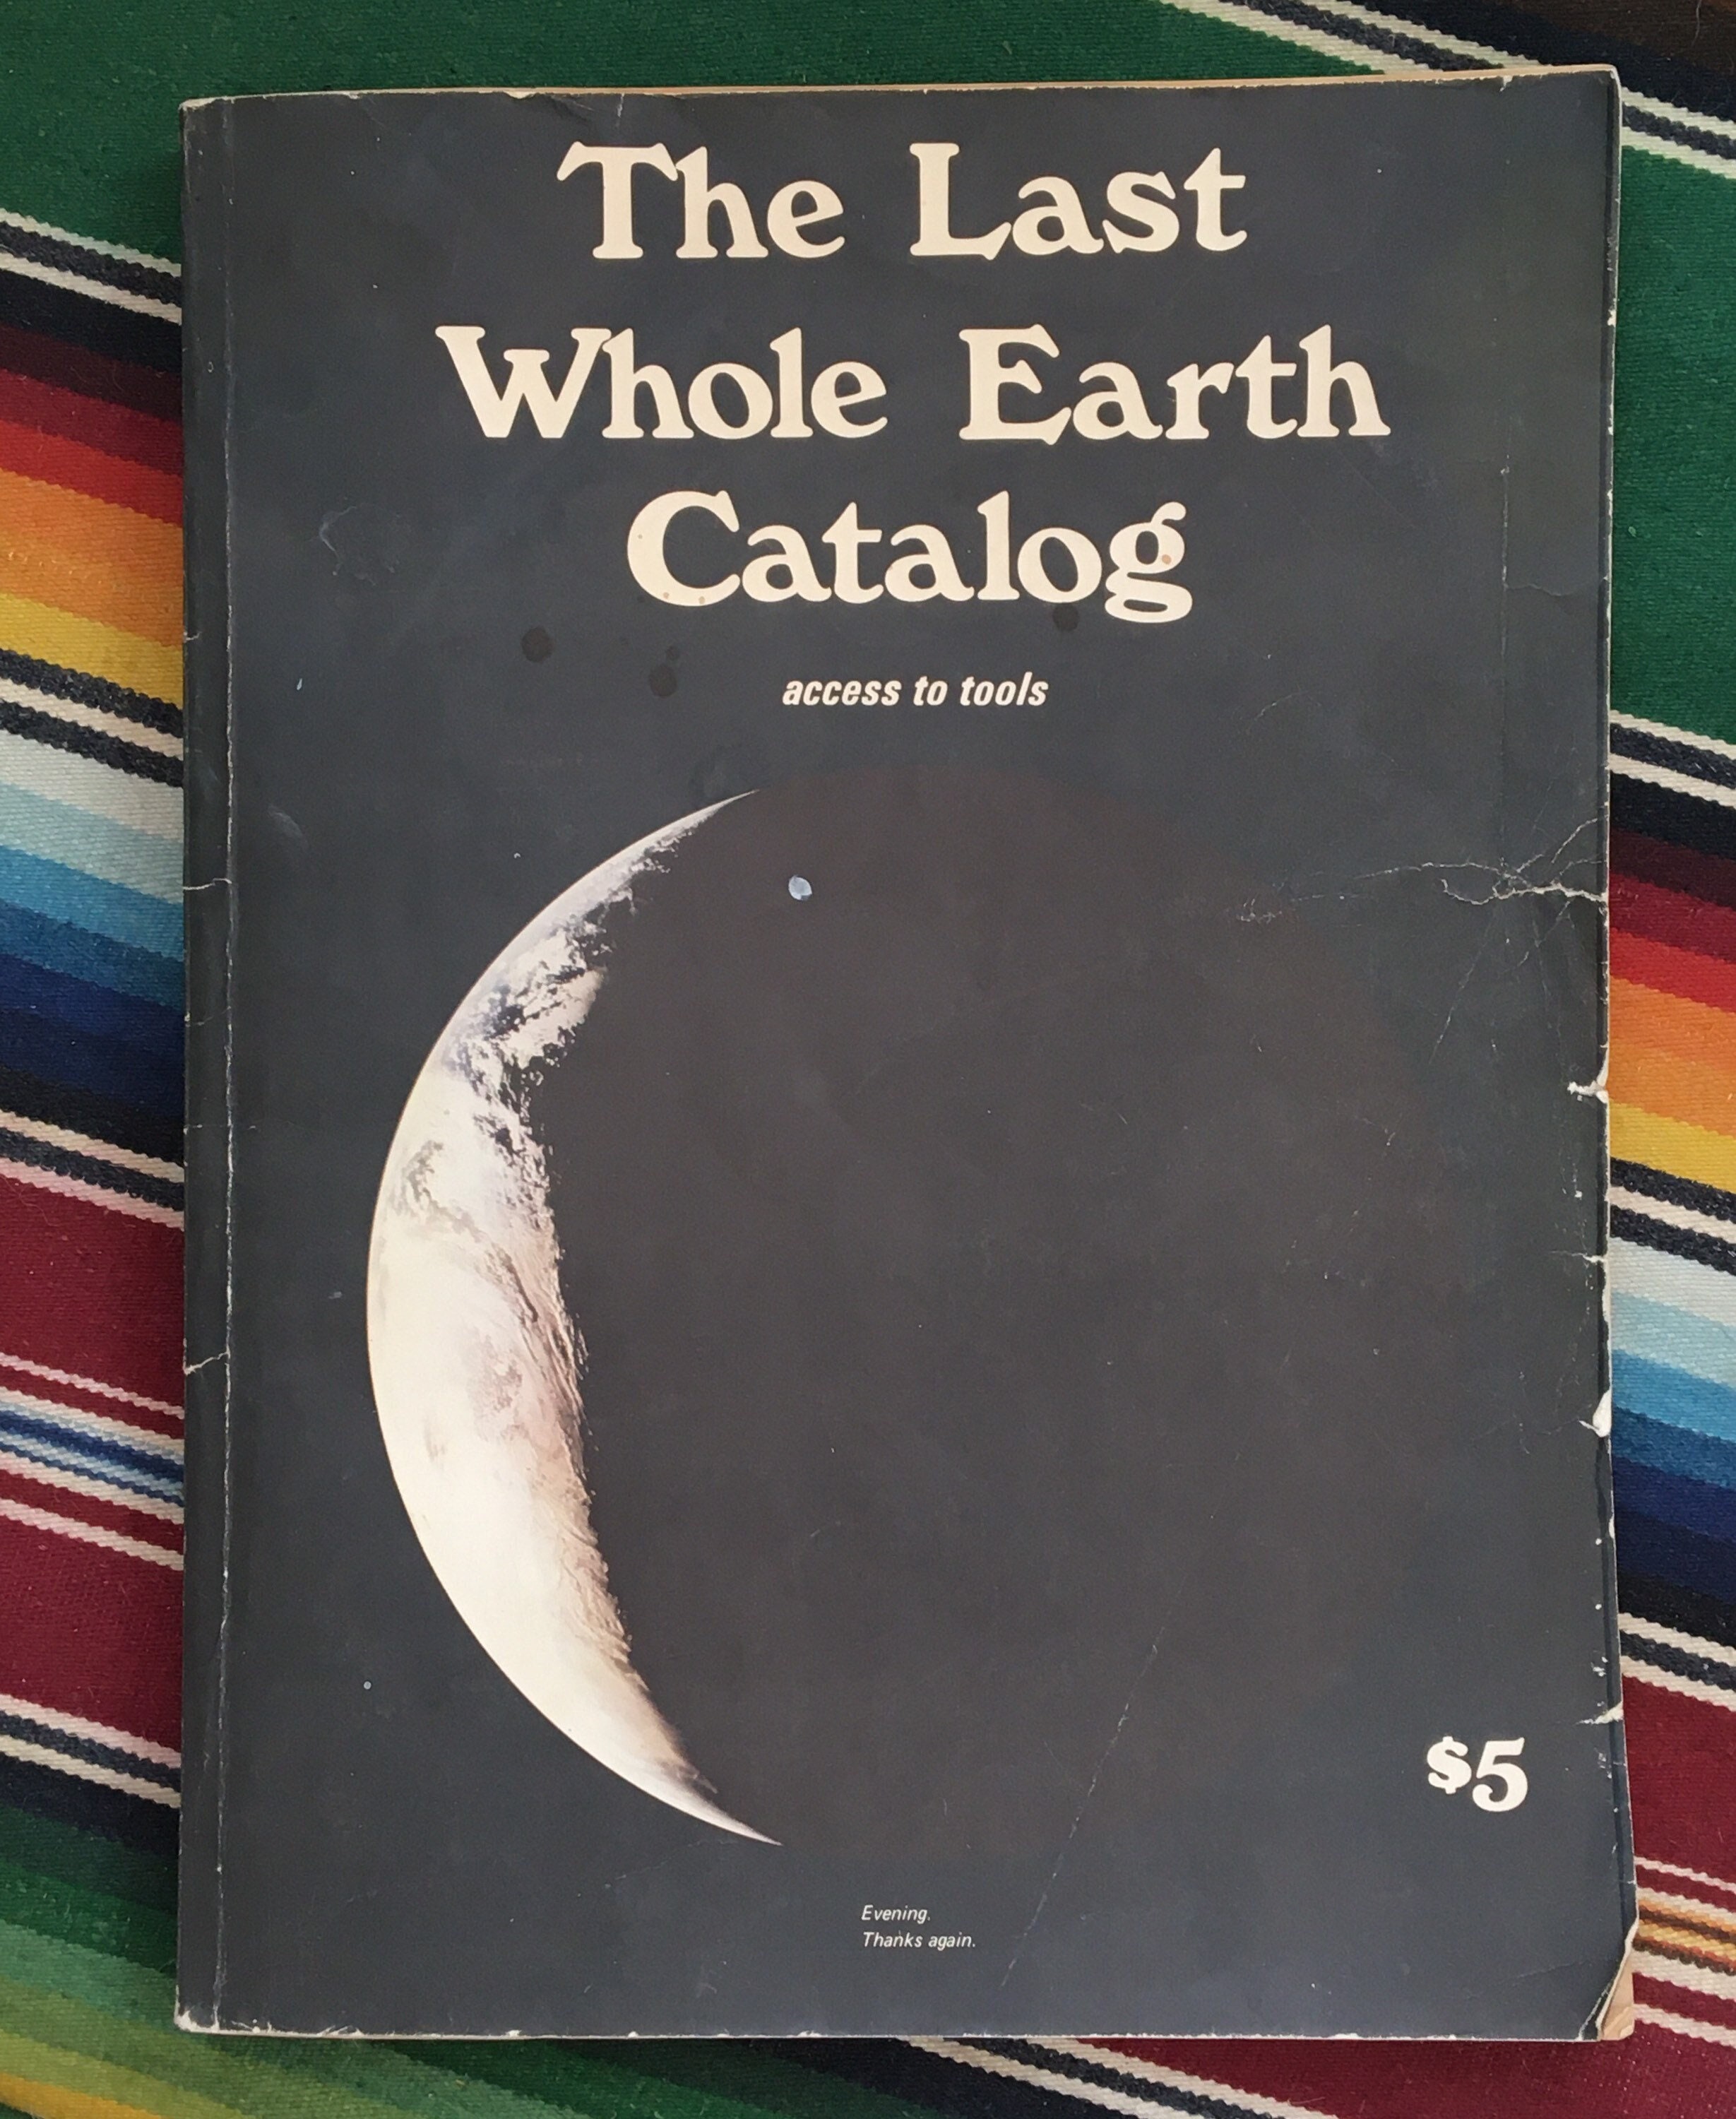 The Last
Whole Earth
Catalog
access to tools
$5
Evening.
Thanks again.